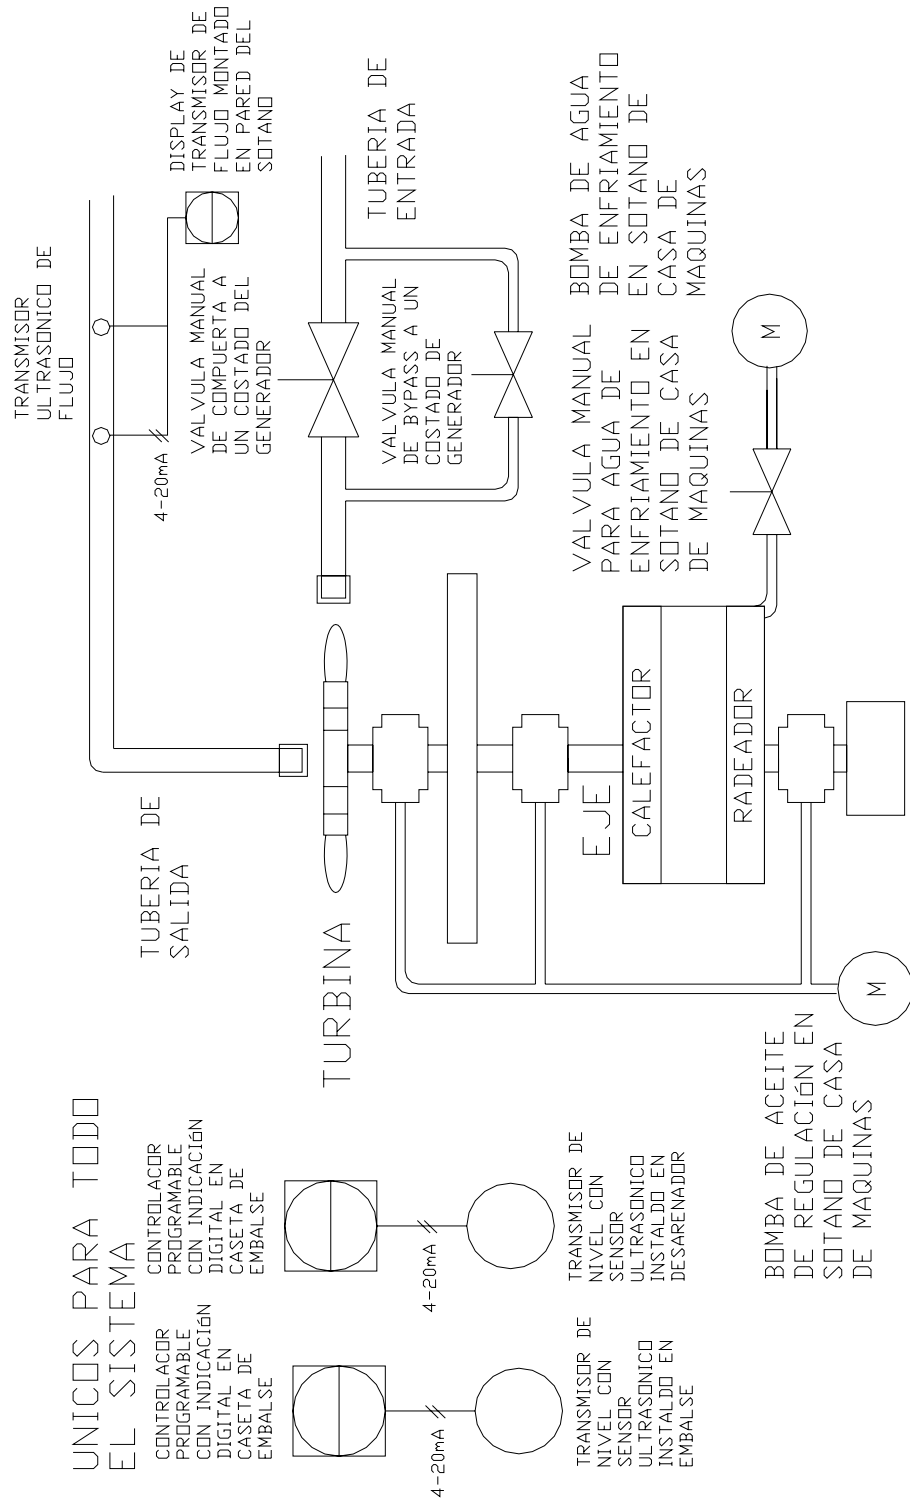 UNICOS PARA TODO
EL SISTEMA
CONTROLACOR
PROGRAMABLE
CON INDICACIÓN
DIGITAL EN
CASETA DE
EMBALSE
4-20mA
TRANSMISOR DE
NIVEL CON
SENSOR
ULTRASONICO
INSTALDO EN
EMBALSE
CONTROLACOR
PROGRAMABLE
CON INDICACIÓN
DIGITAL EN
CASETA DE
EMBALSE
4-20mA
TRANSMISOR DE
NIVEL CON
SENSOR
ULTRASONICO
INSTALDO EN
DESARENADOR
TUBERIA DE
SALIDA
TURBINA
EJE
CALEFACTOR
RADEADOR
M
BOMBA DE ACEITE
DE REGULACIÓN EN
SOTANO DE CASA
DE MAQUINAS
TRANSMISOR
ULTRASONICO DE
FLUJO
4-20mA
DISPLAY DE
TRANSMISOR DE
FLUJO MONTADO
EN PARED DEL
SOTANO
VALVULA MANUAL
DE COMPUERTA A
UN COSTADO DEL
GENERADOR
TUBERIA DE
ENTRADA
VALVULA MANUAL
DE BYPASS A UN
COSTADO DE
GENERADOR
VALVULA MANUAL
PARA AGUA DE
ENFRIAMIENTO EN
SOTANO DE CASA
DE MAQUINAS
BOMBA DE AGUA
DE ENFRIAMIENTO
EN SOTANO DE
CASA DE
MAQUINAS
M